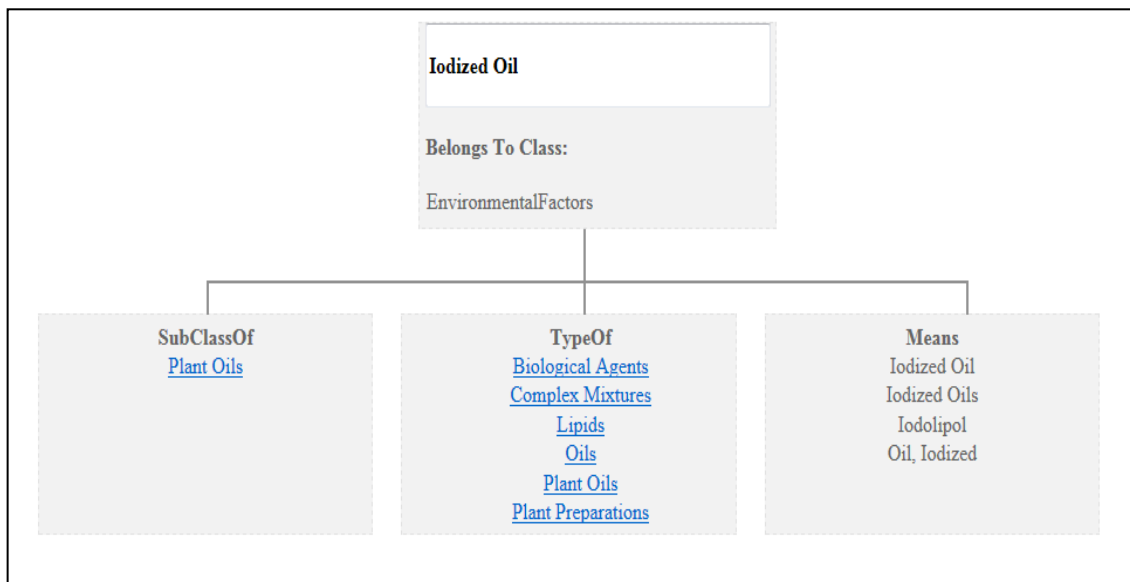 Iodized Oil
Belongs To Class:
EnvironmentalFactors
SubClassOf
Plant Oils
TypeOf
Biological Agents
Complex Mixtures
Lipids
Oils
Plant Oils
Plant Preparations
Means
Iodized Oil
Iodized Oils
Iodolipol
Oil, Iodized